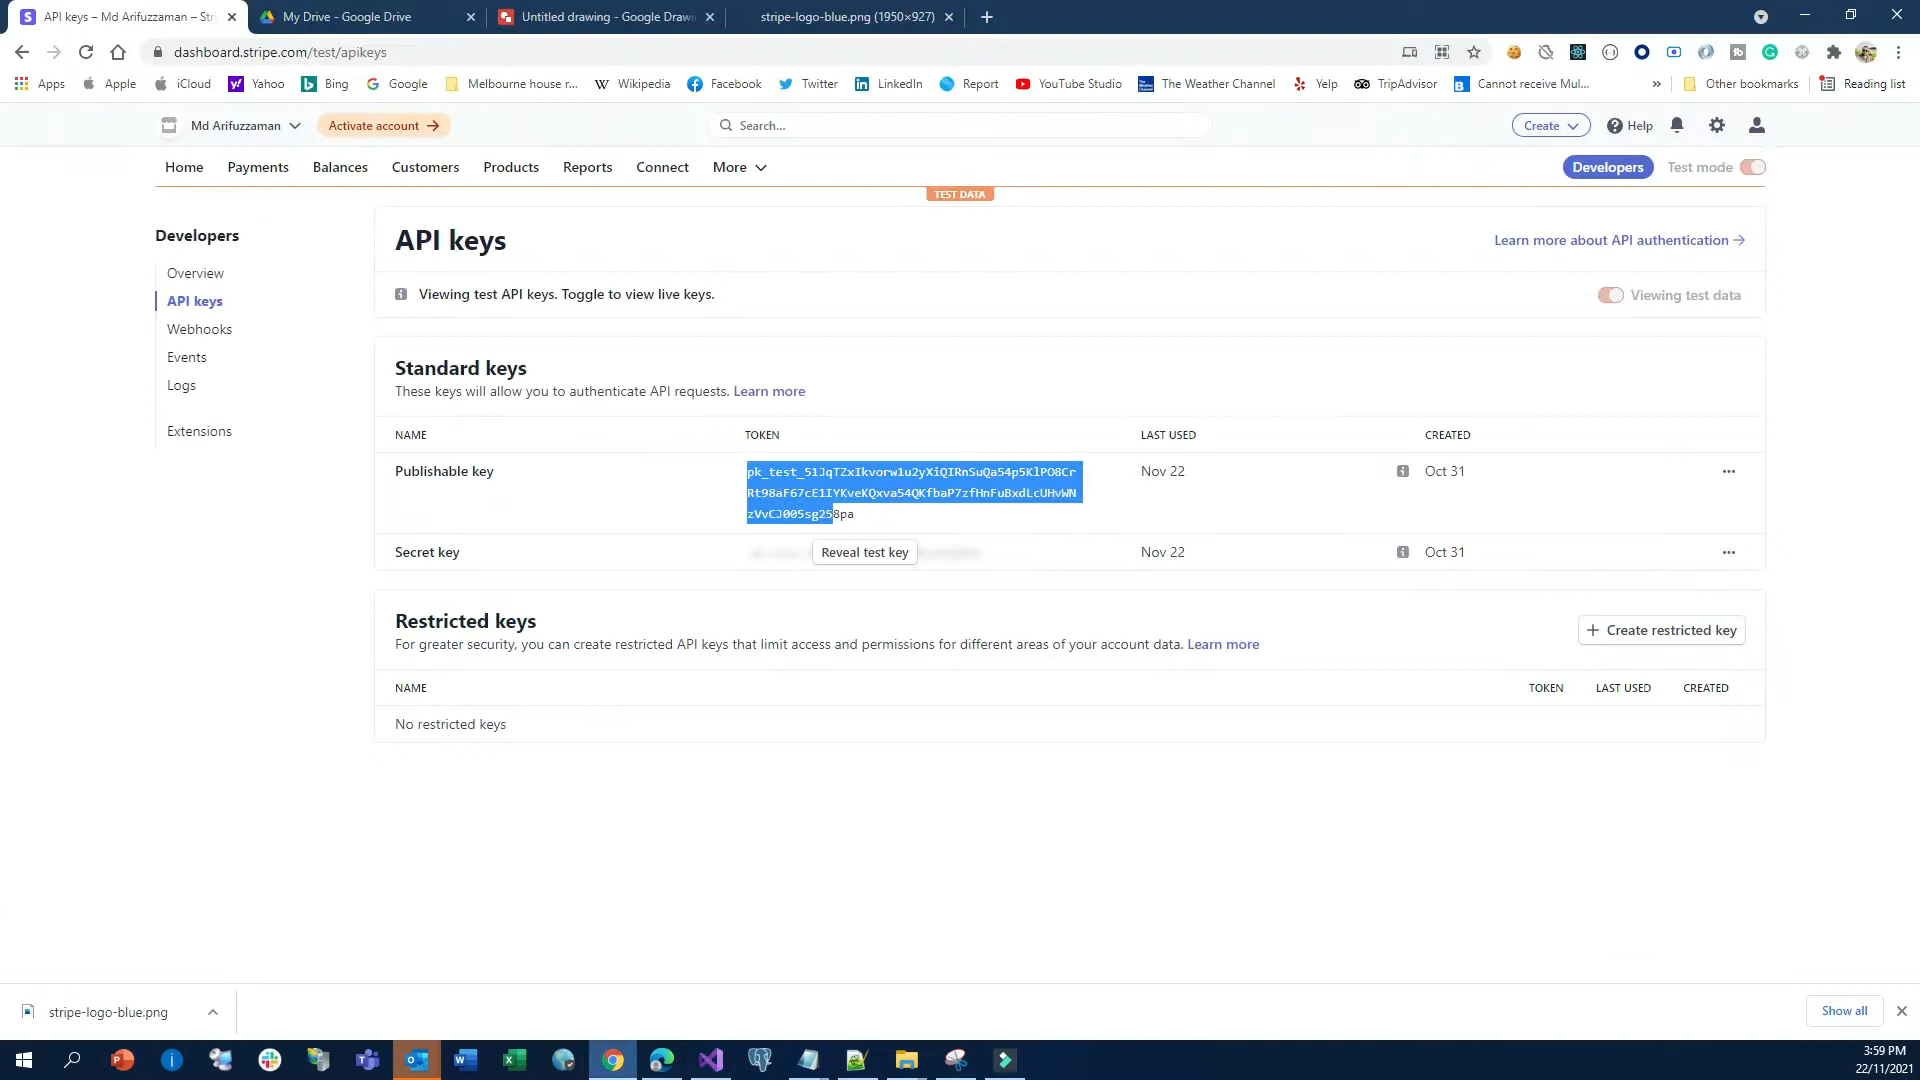 API keys – Md Arifuzzaman – Str
My Drive - Google Drive
Untitled drawing - Google Drawi
stripe-logo-blue.png (1950×927)
dashboard.stripe.com/test/apikeys
Apps
Apple
iCloud
Yahoo
Bing
Google
Melbourne house r...
Wikipedia
Facebook
Twitter
LinkedIn
Report
YouTube Studio
The Weather Channel
Yelp
TripAdvisor
Cannot receive Mul...
»
Other bookmarks
Reading list
Md Arifuzzaman
Activate account →
Search...
Create
Help
Home
Payments
Balances
Customers
Products
Reports
Connect
More
Developers
Test mode
TEST DATA
Developers
Overview
API keys
Webhooks
Events
Logs
Extensions
API keys
Learn more about API authentication →
Viewing test API keys. Toggle to view live keys.
Viewing test data
Standard keys
These keys will allow you to authenticate API requests. Learn more
NAME
TOKEN
LAST USED
CREATED
Publishable key
pk_test_51JqTZxIkvorw1u2yXiQIRnSuQa54p5KlPO8Cr
Rt98aF67cE1IYKveKQxva54QKfbaP7zfHnFuBxdLcUHvWN
zVvCJ005sg258pa
Nov 22
Oct 31
Secret key
Reveal test key
Nov 22
Oct 31
Restricted keys
For greater security, you can create restricted API keys that limit access and permissions for different areas of your account data. Learn more
+ Create restricted key
NAME
TOKEN
LAST USED
CREATED
No restricted keys
stripe-logo-blue.png
Show all
3:59 PM
22/11/2021